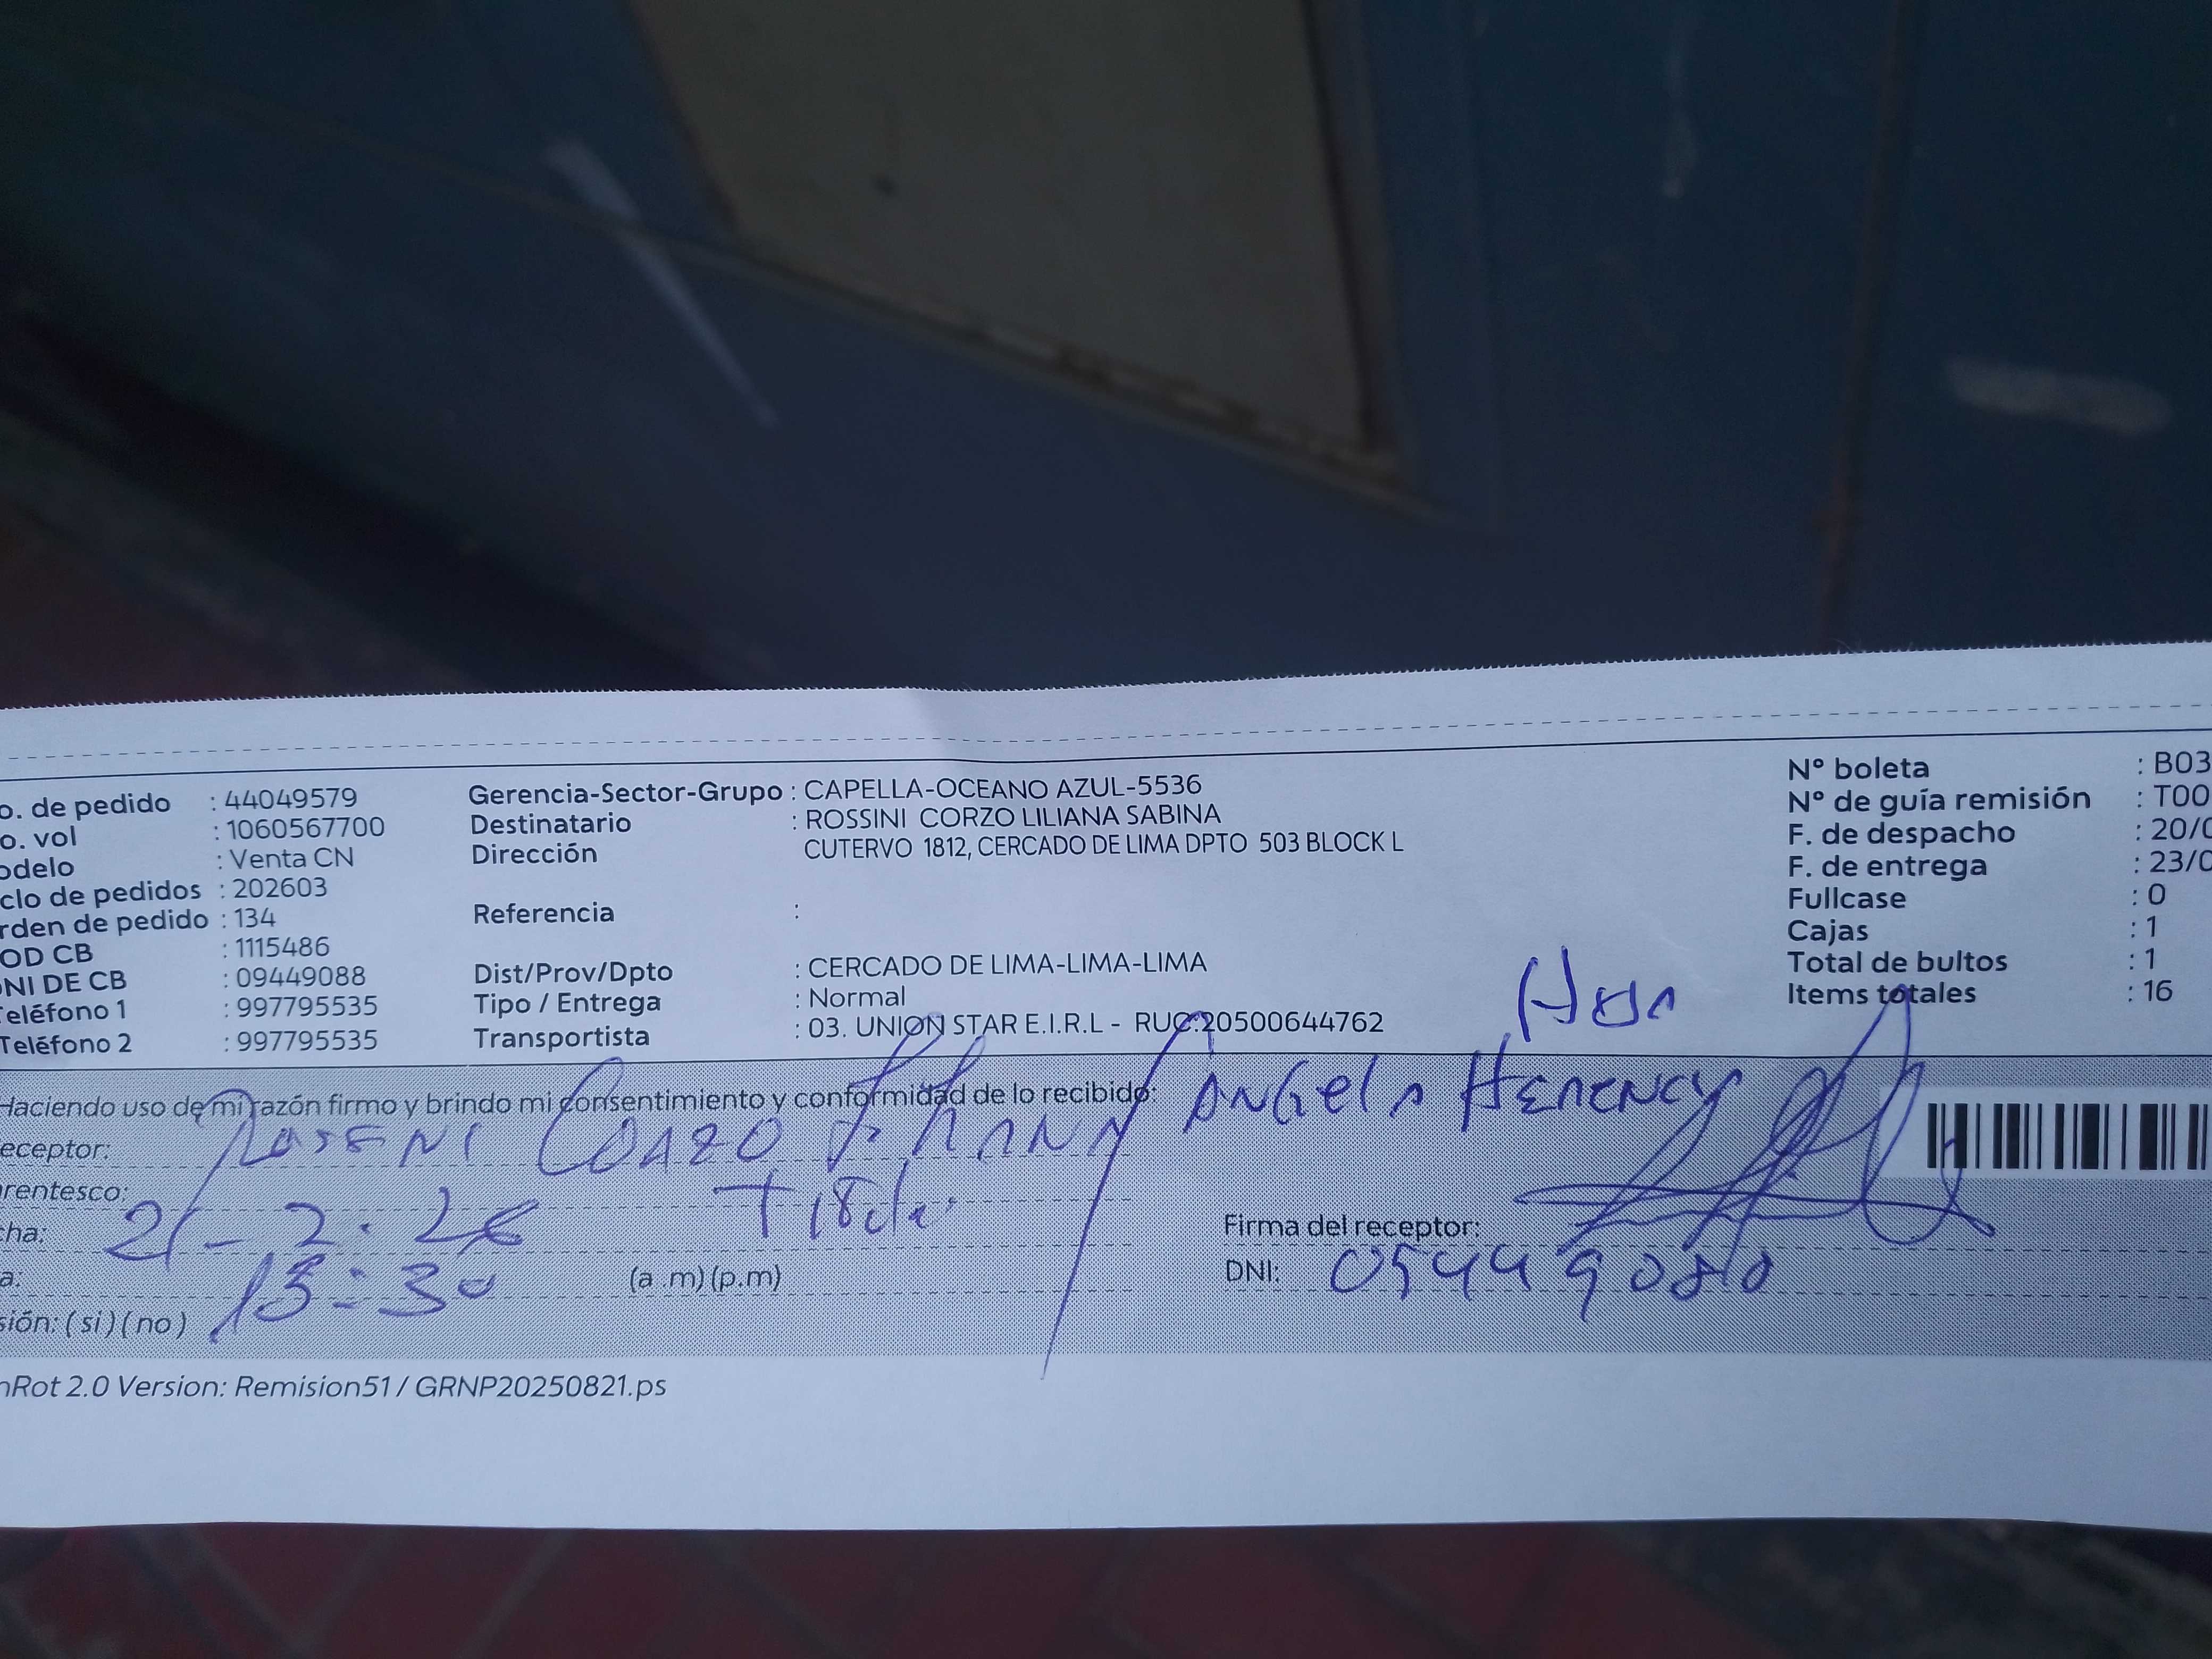 o. de pedido : 44049579
o. vol : 1060567700
odelo : Venta CN
clo de pedidos : 202603
rden de pedido : 134
OD CB : 1115486
NI DE CB : 09449088
eléfono 1 : 997795535
Teléfono 2 : 997795535
Gerencia-Sector-Grupo : CAPELLA-OCEANO AZUL-5536
Destinatario : ROSSINI CORZO LILIANA SABINA
Dirección CUTERVO 1812, CERCADO DE LIMA DPTO 503 BLOCK L
Referencia :
Dist/Prov/Dpto : CERCADO DE LIMA-LIMA-LIMA
Tipo / Entrega : Normal
Transportista : 03. UNION STAR E.I.R.L - RUC:20500644762
Nº boleta : B03
Nº de guía remisión : T00
F. de despacho : 20/0
F. de entrega : 23/0
Fullcase : 0
Cajas : 1
Total de bultos : 1
Items totales : 16
Haciendo uso de mi razón firmo y brindo mi consentimiento y conformidad de lo recibido:
eceptor: / Angela
rentesco:
cha: 21-2-26
a: 13:30 (a .m) (p.m)
sión: ( si ) ( no )
Firma del receptor:
DNI:
nRot 2.0 Version: Remision51 / GRNP20250821.ps